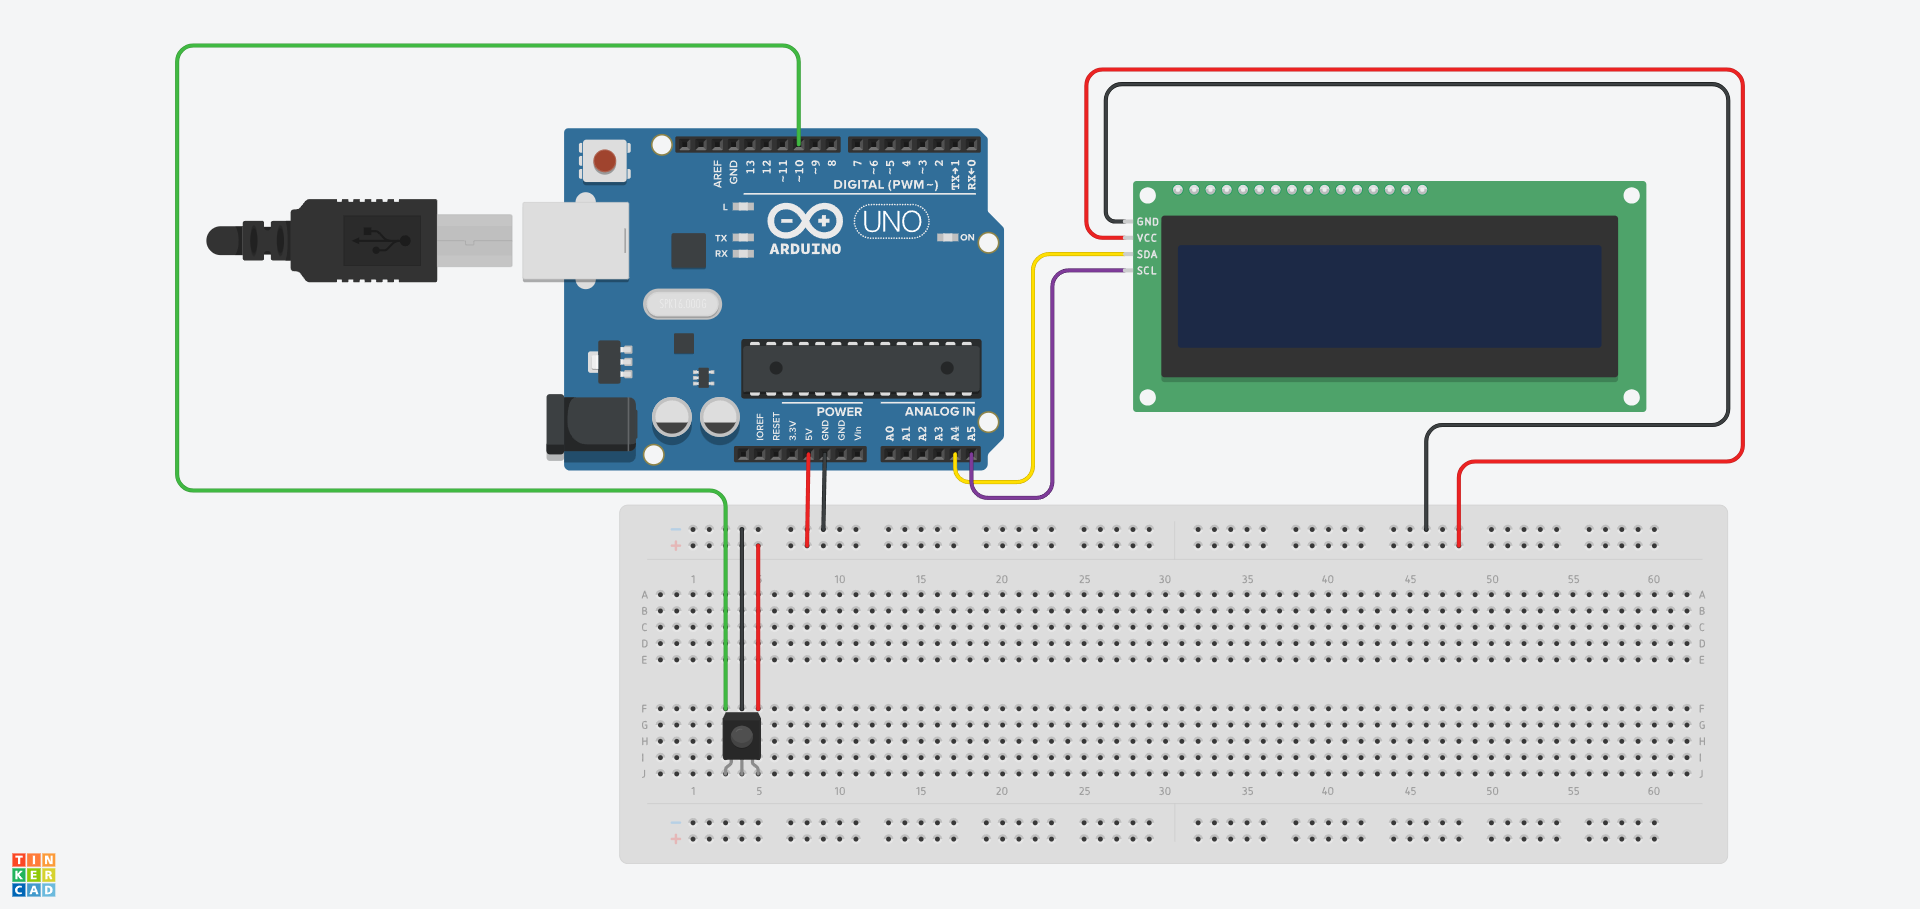 AREF
GND
13
12
~11
~10
~9
8
7
~6
~5
4
~3
2
TX→1
RX←0
DIGITAL (PWM~)
L
TX
RX
ARDUINO
UNO
ON
POWER
ANALOG IN
IOREF
RESET
3.3V
5V
GND
GND
Vin
A0
A1
A2
A3
A4
A5
GND
VCC
SDA
SCL
− 
+
1 10 15 20 25 30 35 40 45 50 55 60
A A
B B
C C
D D
E E
F F
G G
H H
I I
J J
1 5 10 15 20 25 30 35 40 45 50 55 60
−
+
TIN
KER
CAD